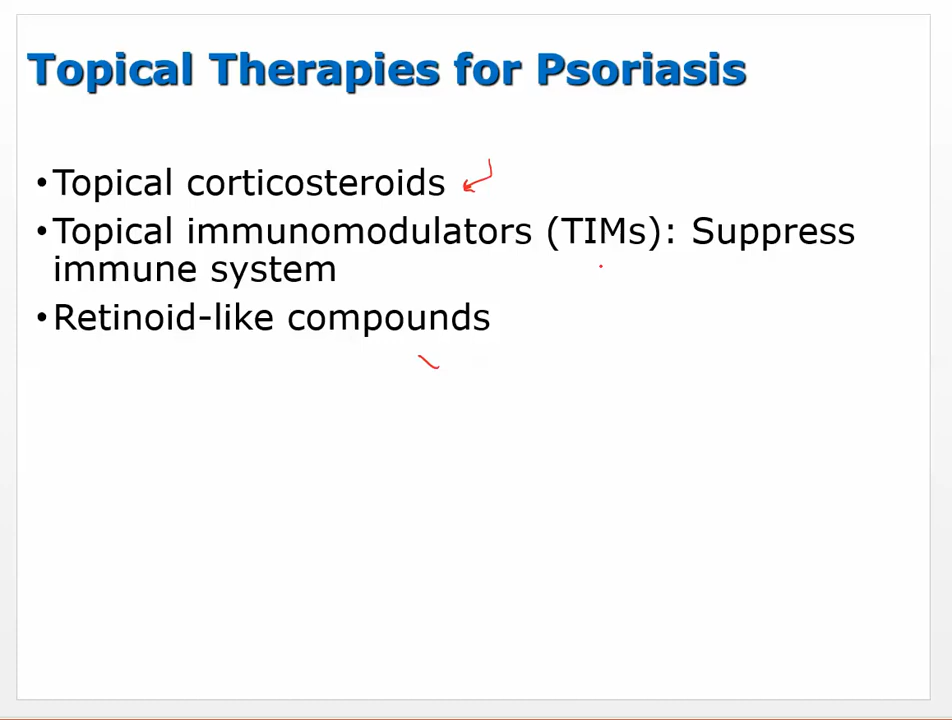 Topical Therapies for Psoriasis
•Topical corticosteroids
•Topical immunomodulators (TIMs): Suppress
immune system
•Retinoid-like compounds